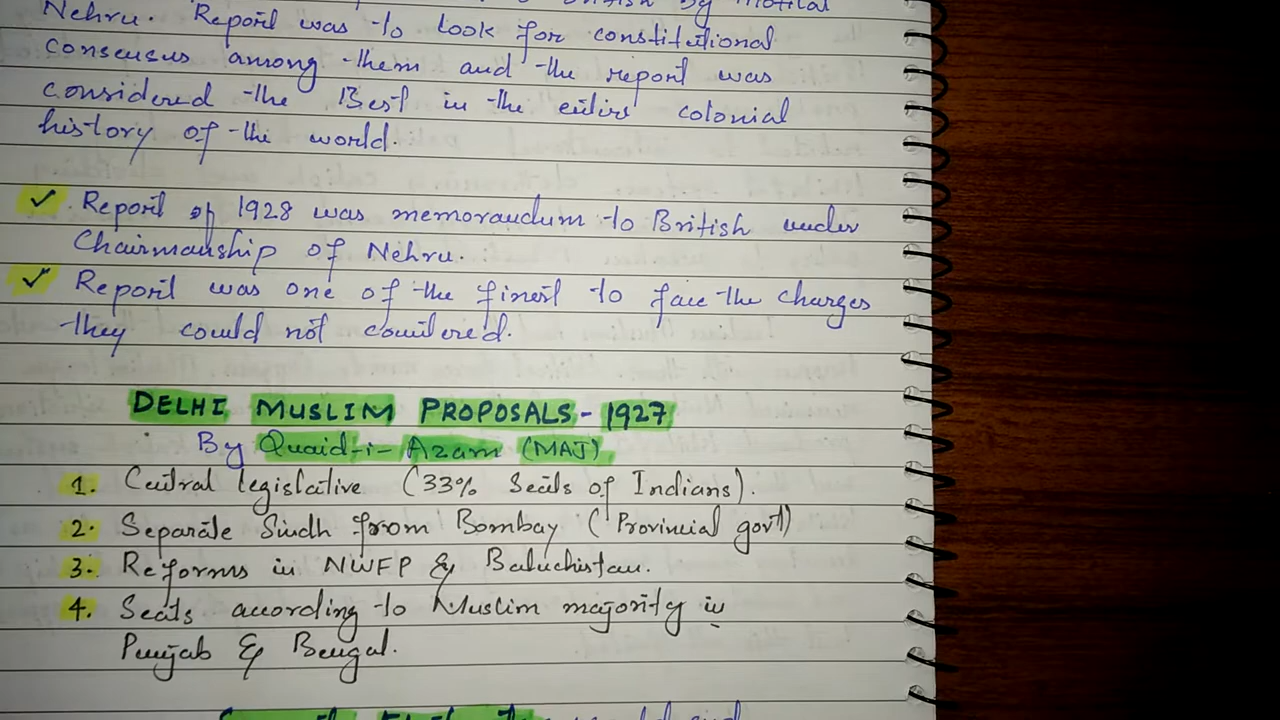 British by Motilal
Nehru. Report was to look for constitutional
consensus among them and the report was
considered the Best in the entire colonial
history of the world.
✓ Report of 1928 was memorandum to British under
Chairmanship of Nehru.
✓ Report was one of the finest to face the charges
they could not countered.
DELHI MUSLIM PROPOSALS - 1927
By Quaid-i-Azam (MAJ)
1. Central legislative (33% Seats of Indians).
2. Separate Sindh from Bombay (Provincial govt)
3. Reforms in NWFP & Baluchistan.
4. Seats according to Muslim majority in
Punjab & Bengal.